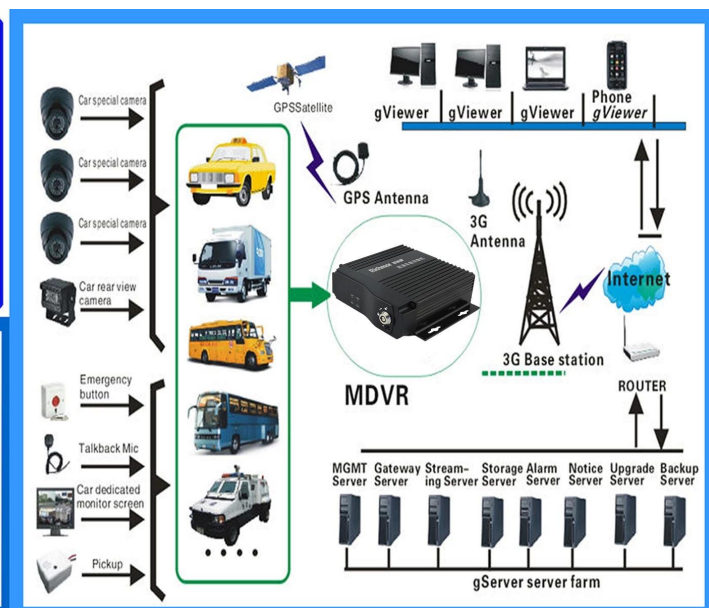 Car special camera
Car special camera
Car special camera
Car rear view
camera
Emergency
button
Talkback Mic
Car dedicated
monitor screen
Pickup
GPSSatellite
GPS Antenna
MDVR
gViewer
gViewer
gViewer
Phone
gViewer
3G
Antenna
3G Base station
Internet
ROUTER
MGMT
Server
Gateway
Server
Stream-
ing Server
Storage
Server
Alarm
Server
Notice
Server
Upgrade
Server
Backup
Server
gServer server farm